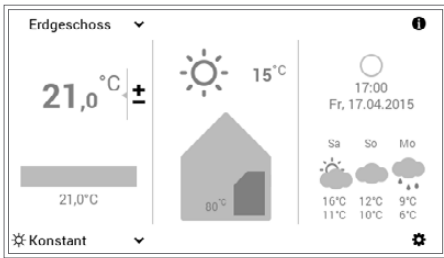 Erdgeschoss
21,0 °C
±
21,0°C
Konstant
15°C
80°C
17:00
Fr, 17.04.2015
Sa So Mo
16°C 12°C 9°C
11°C 10°C 6°C